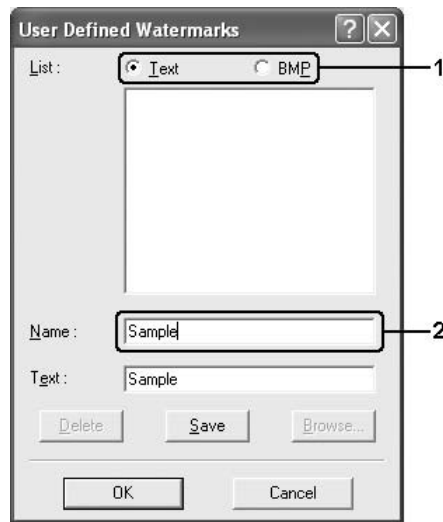 User Defined Watermarks
List : Text BMP 1
Name : Sample 2
Text : Sample
Delete Save Browse...
OK Cancel